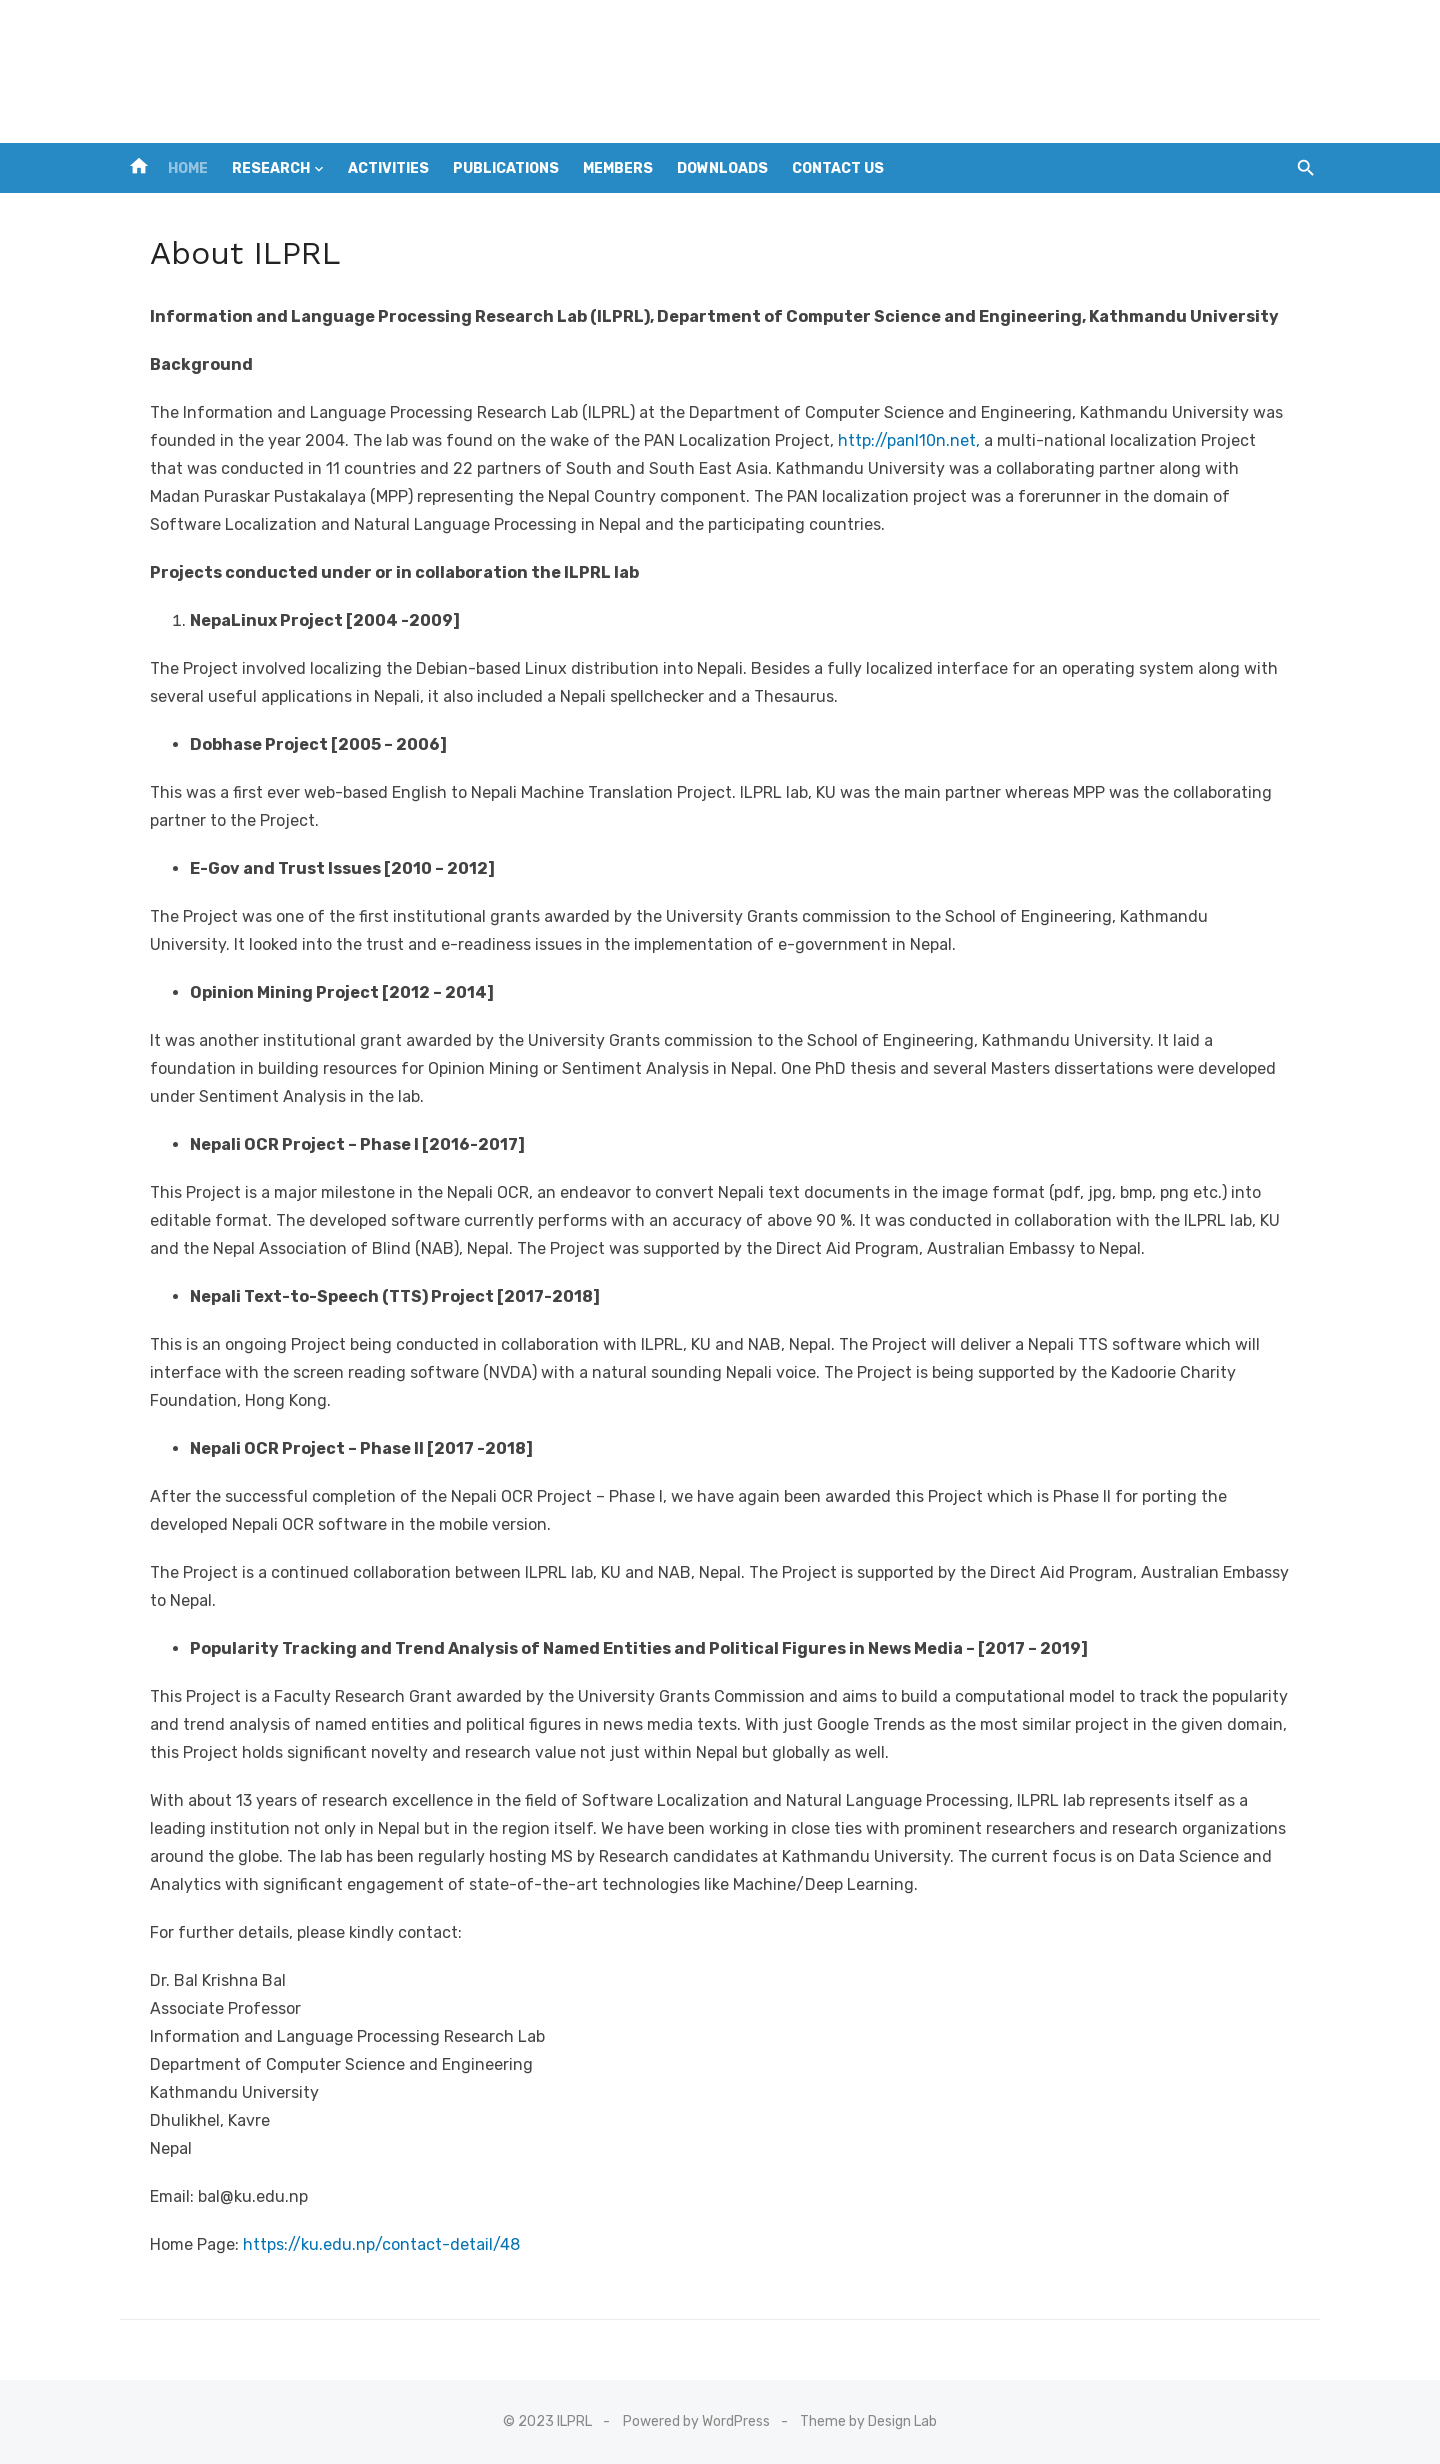 HOME RESEARCH ACTIVITIES PUBLICATIONS MEMBERS DOWNLOADS CONTACT US
About ILPRL
Information and Language Processing Research Lab (ILPRL), Department of Computer Science and Engineering, Kathmandu University
Background
The Information and Language Processing Research Lab (ILPRL) at the Department of Computer Science and Engineering, Kathmandu University was
founded in the year 2004. The lab was found on the wake of the PAN Localization Project, http://panl10n.net, a multi-national localization Project
that was conducted in 11 countries and 22 partners of South and South East Asia. Kathmandu University was a collaborating partner along with
Madan Puraskar Pustakalaya (MPP) representing the Nepal Country component. The PAN localization project was a forerunner in the domain of
Software Localization and Natural Language Processing in Nepal and the participating countries.
Projects conducted under or in collaboration the ILPRL lab
1. NepaLinux Project [2004 -2009]
The Project involved localizing the Debian-based Linux distribution into Nepali. Besides a fully localized interface for an operating system along with
several useful applications in Nepali, it also included a Nepali spellchecker and a Thesaurus.
• Dobhase Project [2005 – 2006]
This was a first ever web-based English to Nepali Machine Translation Project. ILPRL lab, KU was the main partner whereas MPP was the collaborating
partner to the Project.
• E-Gov and Trust Issues [2010 – 2012]
The Project was one of the first institutional grants awarded by the University Grants commission to the School of Engineering, Kathmandu
University. It looked into the trust and e-readiness issues in the implementation of e-government in Nepal.
• Opinion Mining Project [2012 – 2014]
It was another institutional grant awarded by the University Grants commission to the School of Engineering, Kathmandu University. It laid a
foundation in building resources for Opinion Mining or Sentiment Analysis in Nepal. One PhD thesis and several Masters dissertations were developed
under Sentiment Analysis in the lab.
• Nepali OCR Project – Phase I [2016-2017]
This Project is a major milestone in the Nepali OCR, an endeavor to convert Nepali text documents in the image format (pdf, jpg, bmp, png etc.) into
editable format. The developed software currently performs with an accuracy of above 90 %. It was conducted in collaboration with the ILPRL lab, KU
and the Nepal Association of Blind (NAB), Nepal. The Project was supported by the Direct Aid Program, Australian Embassy to Nepal.
• Nepali Text-to-Speech (TTS) Project [2017-2018]
This is an ongoing Project being conducted in collaboration with ILPRL, KU and NAB, Nepal. The Project will deliver a Nepali TTS software which will
interface with the screen reading software (NVDA) with a natural sounding Nepali voice. The Project is being supported by the Kadoorie Charity
Foundation, Hong Kong.
• Nepali OCR Project – Phase II [2017 -2018]
After the successful completion of the Nepali OCR Project – Phase I, we have again been awarded this Project which is Phase II for porting the
developed Nepali OCR software in the mobile version.
The Project is a continued collaboration between ILPRL lab, KU and NAB, Nepal. The Project is supported by the Direct Aid Program, Australian Embassy
to Nepal.
• Popularity Tracking and Trend Analysis of Named Entities and Political Figures in News Media – [2017 – 2019]
This Project is a Faculty Research Grant awarded by the University Grants Commission and aims to build a computational model to track the popularity
and trend analysis of named entities and political figures in news media texts. With just Google Trends as the most similar project in the given domain,
this Project holds significant novelty and research value not just within Nepal but globally as well.
With about 13 years of research excellence in the field of Software Localization and Natural Language Processing, ILPRL lab represents itself as a
leading institution not only in Nepal but in the region itself. We have been working in close ties with prominent researchers and research organizations
around the globe. The lab has been regularly hosting MS by Research candidates at Kathmandu University. The current focus is on Data Science and
Analytics with significant engagement of state-of-the-art technologies like Machine/Deep Learning.
For further details, please kindly contact:
Dr. Bal Krishna Bal
Associate Professor
Information and Language Processing Research Lab
Department of Computer Science and Engineering
Kathmandu University
Dhulikhel, Kavre
Nepal
Email: bal@ku.edu.np
Home Page: https://ku.edu.np/contact-detail/48
© 2023 ILPRL - Powered by WordPress - Theme by Design Lab